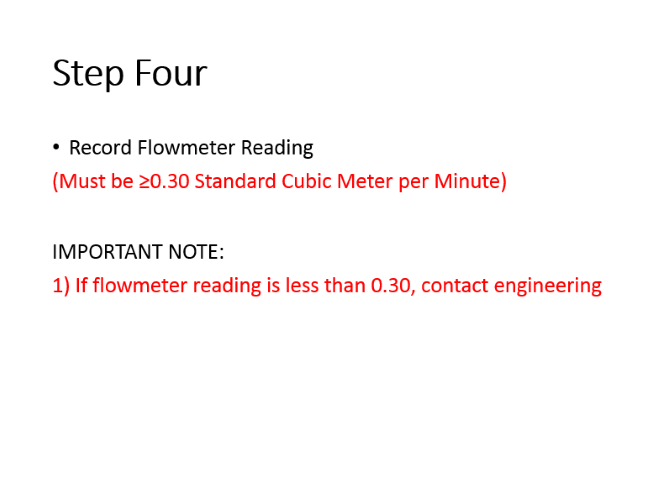 Step Four
• Record Flowmeter Reading
(Must be ≥0.30 Standard Cubic Meter per Minute)
IMPORTANT NOTE:
1) If flowmeter reading is less than 0.30, contact engineering